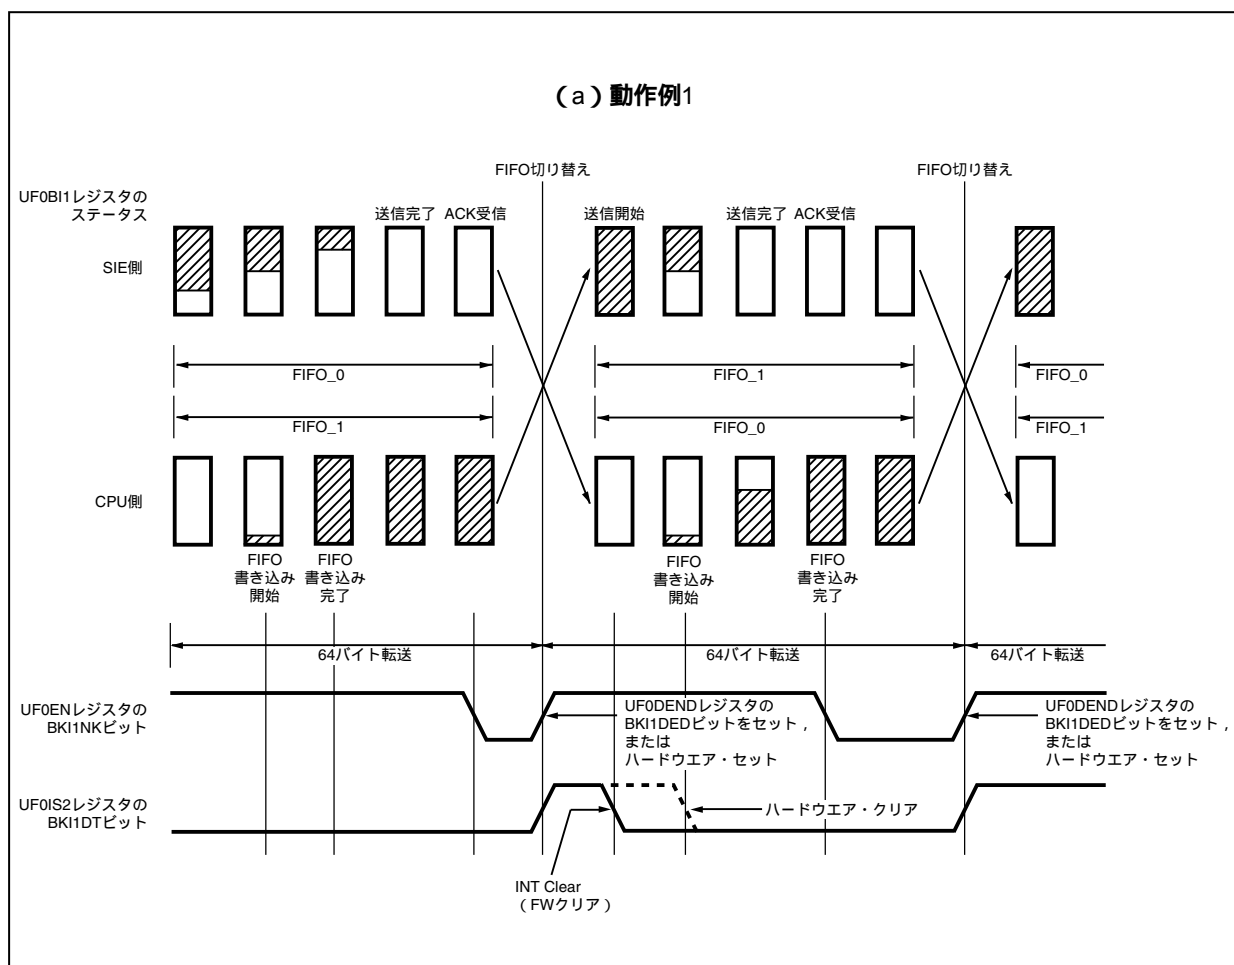 （a）動作例1
FIFO切り替え
FIFO切り替え
UF0BI1レジスタの
ステータス
送信完了
ACK受信
送信開始
送信完了
ACK受信
SIE側
FIFO_0
FIFO_1
FIFO_0
FIFO_1
FIFO_0
FIFO_1
CPU側
FIFO
書き込み
開始
FIFO
書き込み
完了
FIFO
書き込み
開始
FIFO
書き込み
完了
64バイト転送
64バイト転送
64バイト転送
UF0ENレジスタの
BKI1NKビット
UF0DENDレジスタの
BKI1DEDビットをセット，
または
ハードウエア・セット
UF0DENDレジスタの
BKI1DEDビットをセット，
または
ハードウエア・セット
UF0IS2レジスタの
BKI1DTビット
ハードウエア・クリア
INT Clear
（FWクリア）